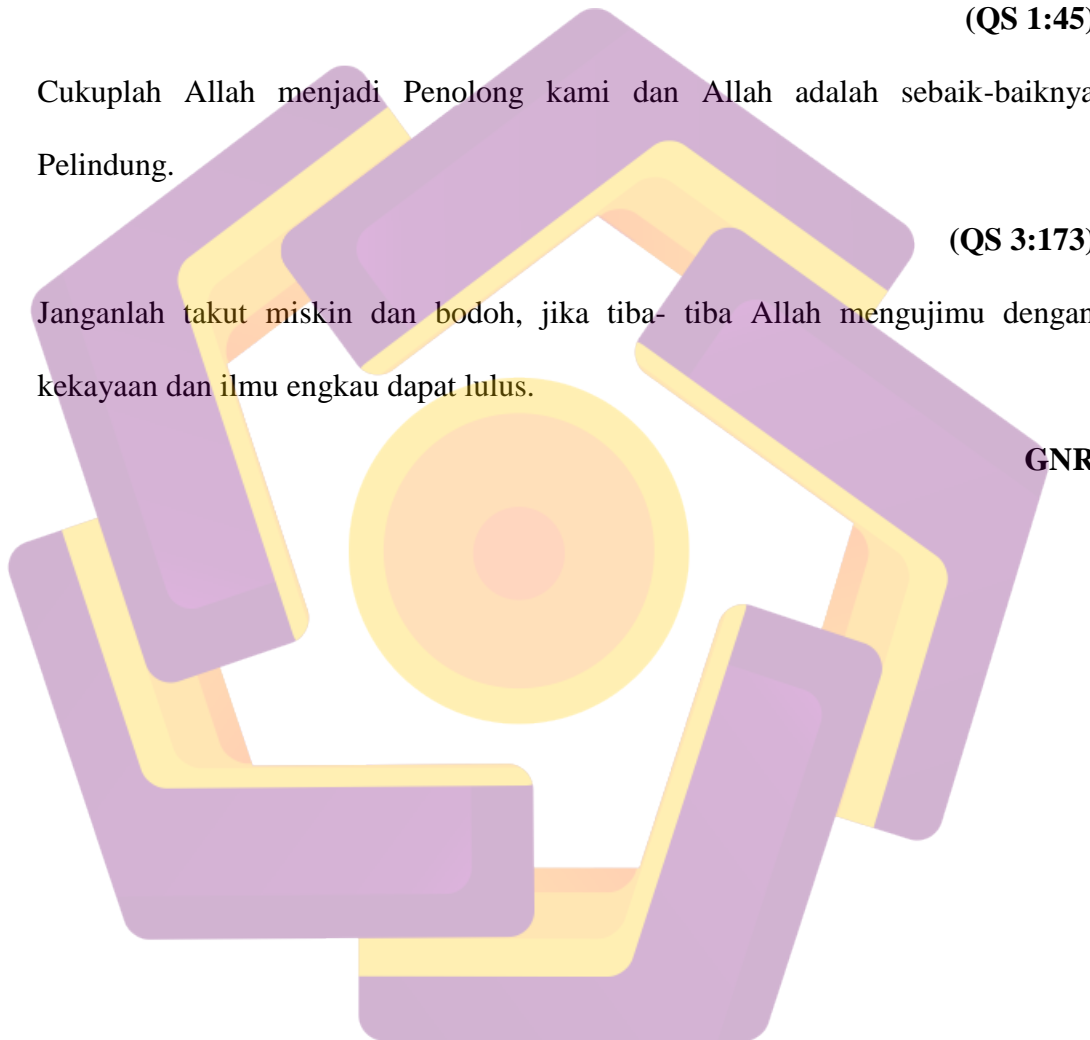 (QS 1:45)
Cukuplah Allah menjadi Penolong kami dan Allah adalah sebaik-baiknya
Pelindung.
(QS 3:173)
Janganlah takut miskin dan bodoh, jika tiba- tiba Allah mengujimu dengan
kekayaan dan ilmu engkau dapat lulus.
GNR